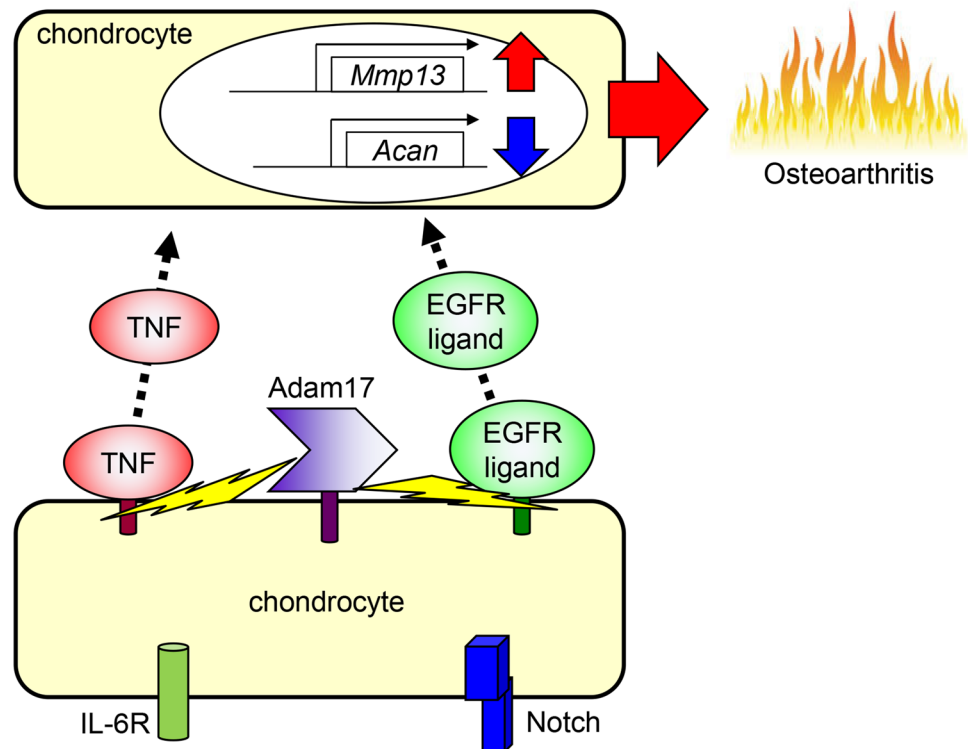 chondrocyte
Mmp13
Acan
Osteoarthritis
TNF
EGFR
ligand
Adam17
TNF
EGFR
ligand
chondrocyte
IL-6R
Notch